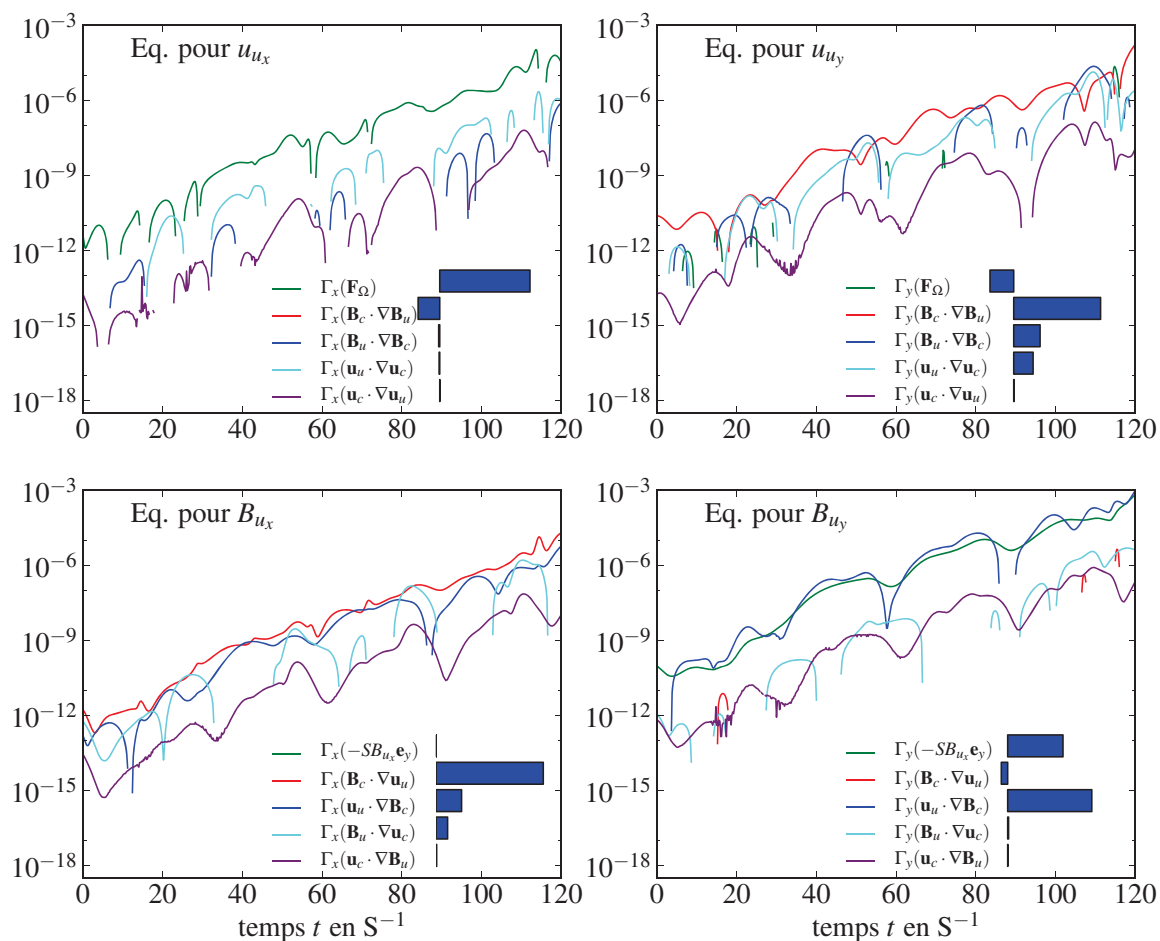 Eq. pour u_{u_x}
10^{-3}
10^{-6}
10^{-9}
10^{-12}
10^{-15}
10^{-18}
0 20 40 60 80 100 120
Γ_x(F_Ω)
Γ_x(B_c · ∇B_u)
Γ_x(B_u · ∇B_c)
Γ_x(u_u · ∇u_c)
Γ_x(u_c · ∇u_u)
Eq. pour u_{u_y}
10^{-3}
10^{-6}
10^{-9}
10^{-12}
10^{-15}
10^{-18}
0 20 40 60 80 100 120
Γ_y(F_Ω)
Γ_y(B_c · ∇B_u)
Γ_y(B_u · ∇B_c)
Γ_y(u_u · ∇u_c)
Γ_y(u_c · ∇u_u)
Eq. pour B_{u_x}
10^{-3}
10^{-6}
10^{-9}
10^{-12}
10^{-15}
10^{-18}
0 20 40 60 80 100 120
temps t en S^{-1}
Γ_x(−SB_{u_x} e_y)
Γ_x(B_c · ∇u_u)
Γ_x(u_u · ∇B_c)
Γ_x(B_u · ∇u_c)
Γ_x(u_c · ∇B_u)
Eq. pour B_{u_y}
10^{-3}
10^{-6}
10^{-9}
10^{-12}
10^{-15}
10^{-18}
0 20 40 60 80 100 120
temps t en S^{-1}
Γ_y(−SB_{u_x} e_y)
Γ_y(B_c · ∇u_u)
Γ_y(u_u · ∇B_c)
Γ_y(B_u · ∇u_c)
Γ_y(u_c · ∇B_u)